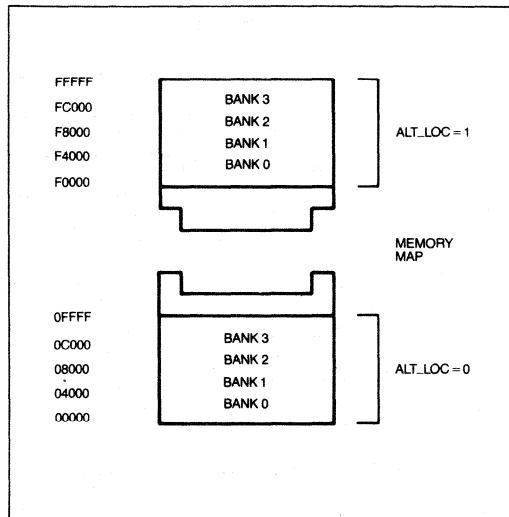 FFFFF
BANK 3
FC000
BANK 2
F8000
ALT_LOC = 1
BANK 1
F4000
BANK 0
F0000
MEMORY
MAP
0FFFF
BANK 3
0C000
BANK 2
08000
ALT_LOC = 0
BANK 1
04000
BANK 0
00000